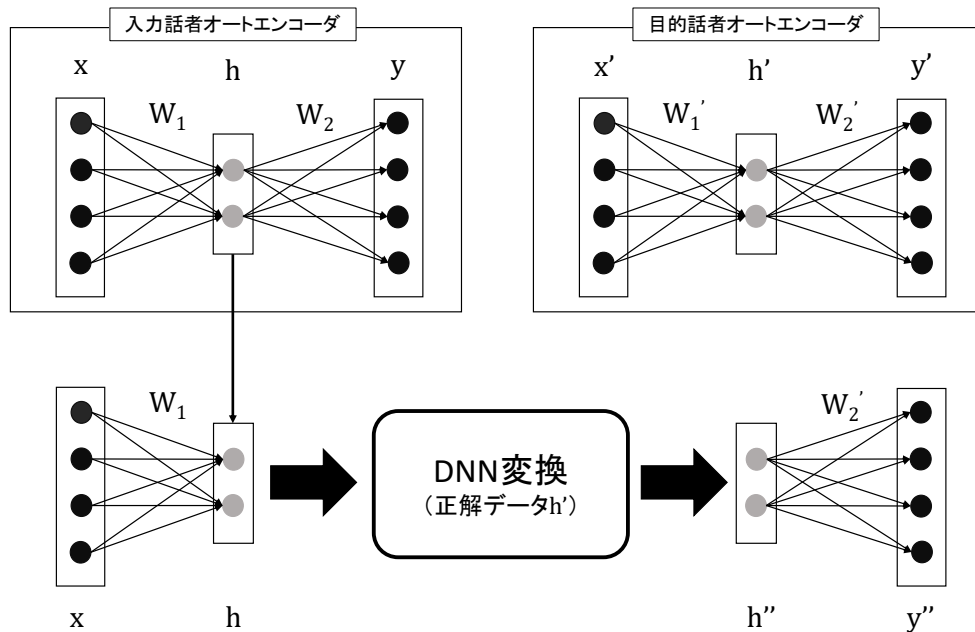 入力話者オートエンコーダ
目的話者オートエンコーダ
x h y
x’ h’ y’
W1 W2
W1’ W2’
W1
W2’
DNN変換
(正解データh’)
x h
h’’ y’’